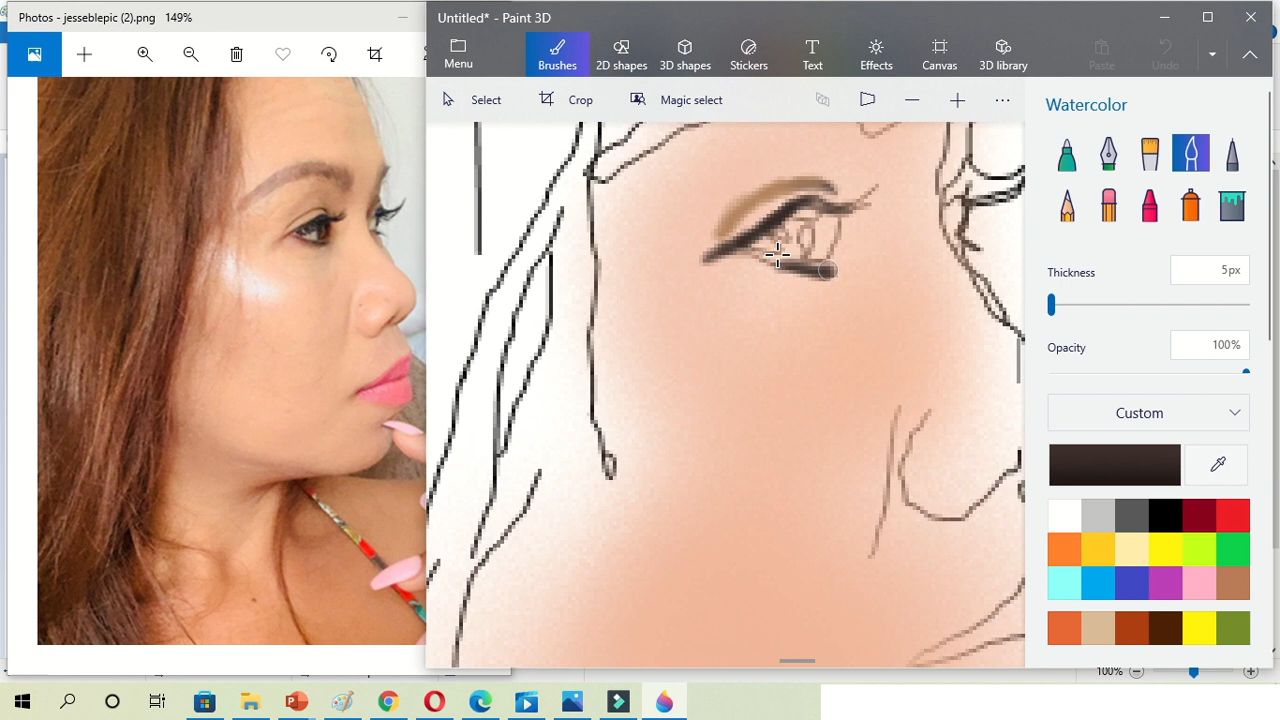 Photos - jesseblepic (2).png 149%
Untitled* - Paint 3D
Menu
Brushes
2D shapes
3D shapes
Stickers
Text
Effects
Canvas
3D library
Paste
Undo
Select
Crop
Magic select
Watercolor
Thickness
5px
Opacity
100%
Custom
100%